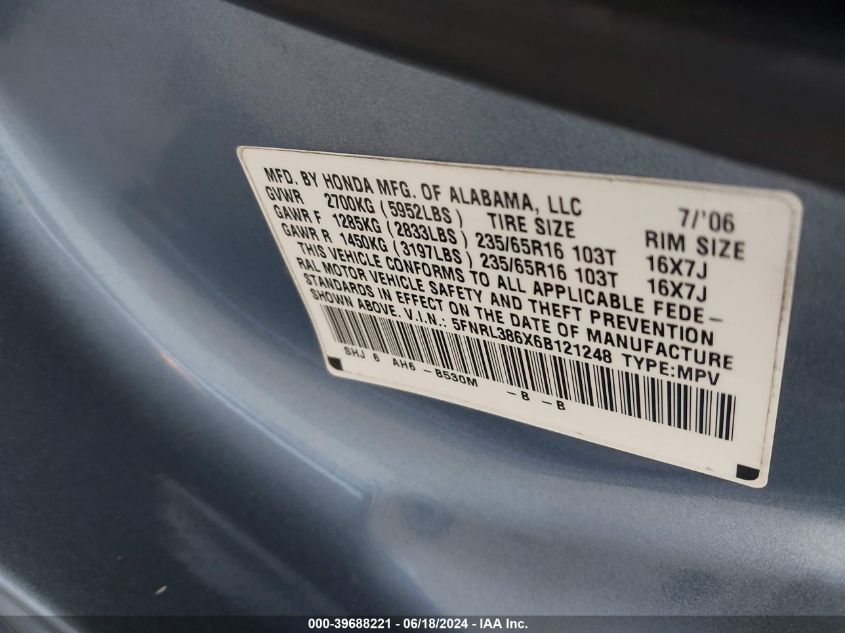 MFD. BY HONDA MFG. OF ALABAMA, LLC 7/'06
GVWR 2700KG (5952LBS) TIRE SIZE RIM SIZE
GAWR F 1285KG (2833LBS) 235/65R16 103T 16X7J
GAWR R 1450KG (3197LBS) 235/65R16 103T 16X7J
THIS VEHICLE CONFORMS TO ALL APPLICABLE FEDE-
RAL MOTOR VEHICLE SAFETY AND THEFT PREVENTION
STANDARDS IN EFFECT ON THE DATE OF MANUFACTURE
SHOWN ABOVE. V.I.N.: 5FNRL386X6B121248 TYPE:MPV
SHJ 6 AH6 -B530M -B -B
000-39688221 - 06/18/2024 - IAA Inc.